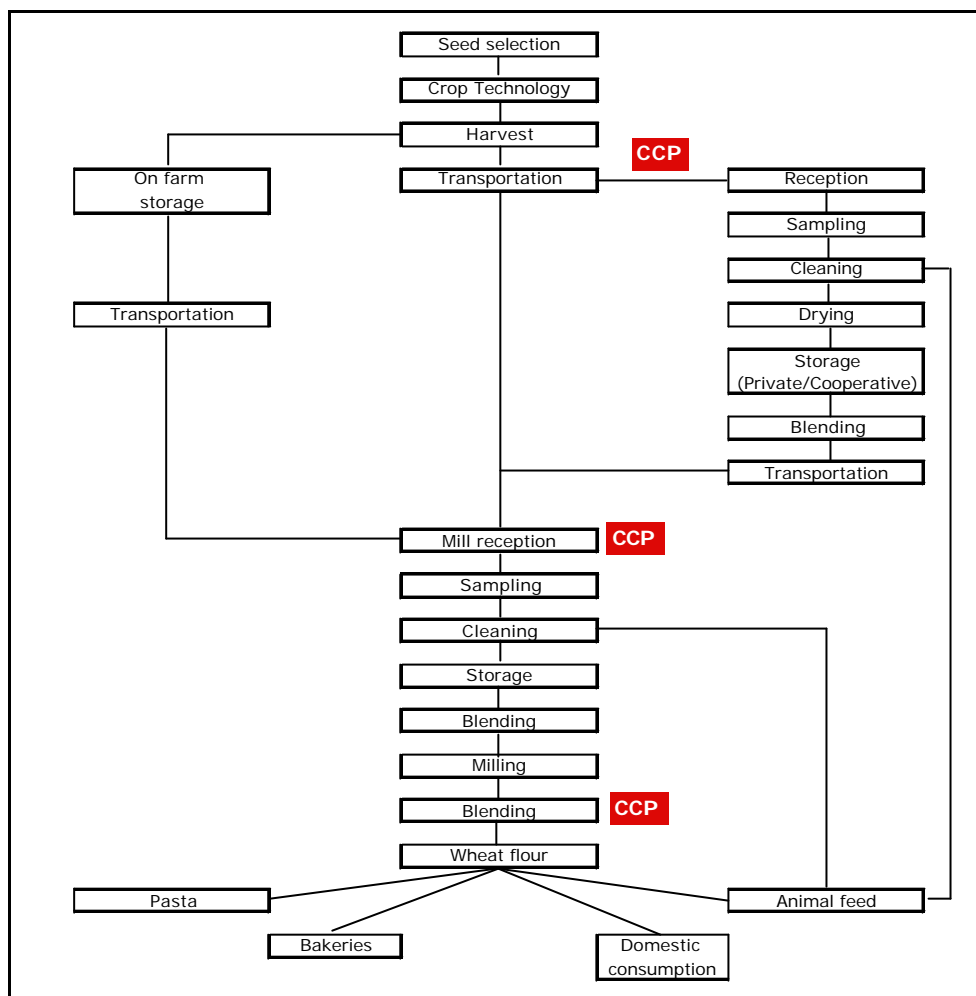 Seed selection
Crop Technology
Harvest
CCP
On farm
storage
Transportation
Reception
Sampling
Cleaning
Transportation
Drying
Storage
(Private/Cooperative)
Blending
Transportation
Mill reception
CCP
Sampling
Cleaning
Storage
Blending
Milling
Blending
CCP
Wheat flour
Pasta
Animal feed
Bakeries
Domestic
consumption